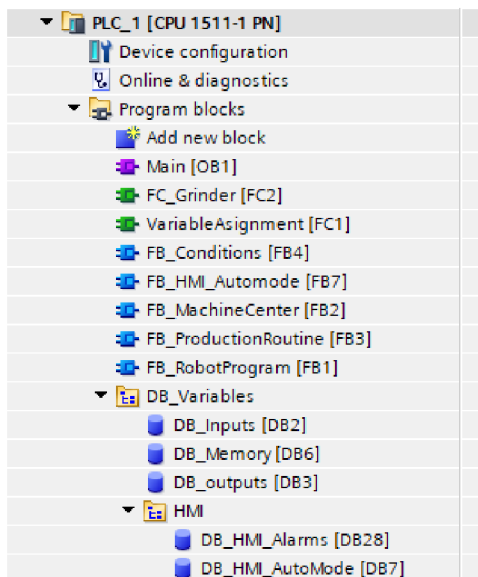 PLC_1 [CPU 1511-1 PN]
Device configuration
Online & diagnostics
Program blocks
Add new block
Main [OB1]
FC_Grinder [FC2]
VariableAsignment [FC1]
FB_Conditions [FB4]
FB_HMI_Automode [FB7]
FB_MachineCenter [FB2]
FB_ProductionRoutine [FB3]
FB_RobotProgram [FB1]
DB_Variables
DB_Inputs [DB2]
DB_Memory [DB6]
DB_outputs [DB3]
HMI
DB_HMI_Alarms [DB28]
DB_HMI_AutoMode [DB7]